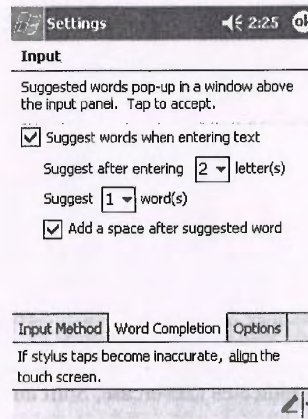 Settings 2:25 ok
Input
Suggested words pop-up in a window above
the input panel. Tap to accept.
Suggest words when entering text
Suggest after entering 2 letter(s)
Suggest 1 word(s)
Add a space after suggested word
Input Method Word Completion Options
If stylus taps become inaccurate, align the
touch screen.